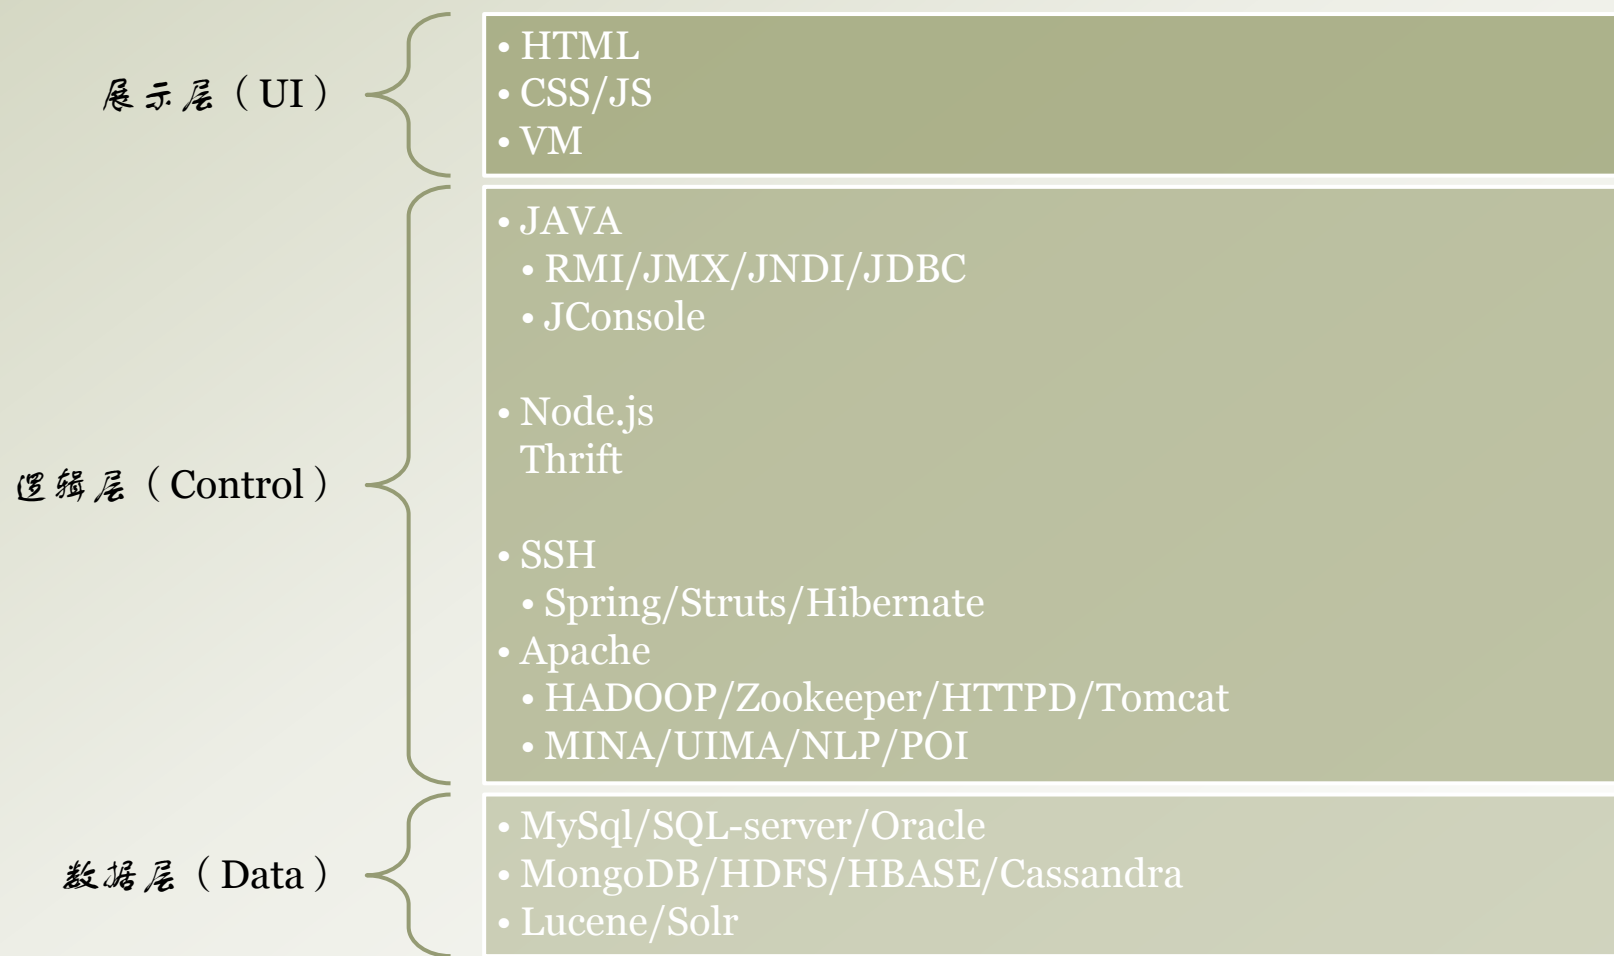 展示层（UI）
• HTML
• CSS/JS
• VM
逻辑层（Control）
• JAVA
• RMI/JMX/JNDI/JDBC
• JConsole
• Node.js
Thrift
• SSH
• Spring/Struts/Hibernate
• Apache
• HADOOP/Zookeeper/HTTPD/Tomcat
• MINA/UIMA/NLP/POI
数据层（Data）
• MySql/SQL-server/Oracle
• MongoDB/HDFS/HBASE/Cassandra
• Lucene/Solr